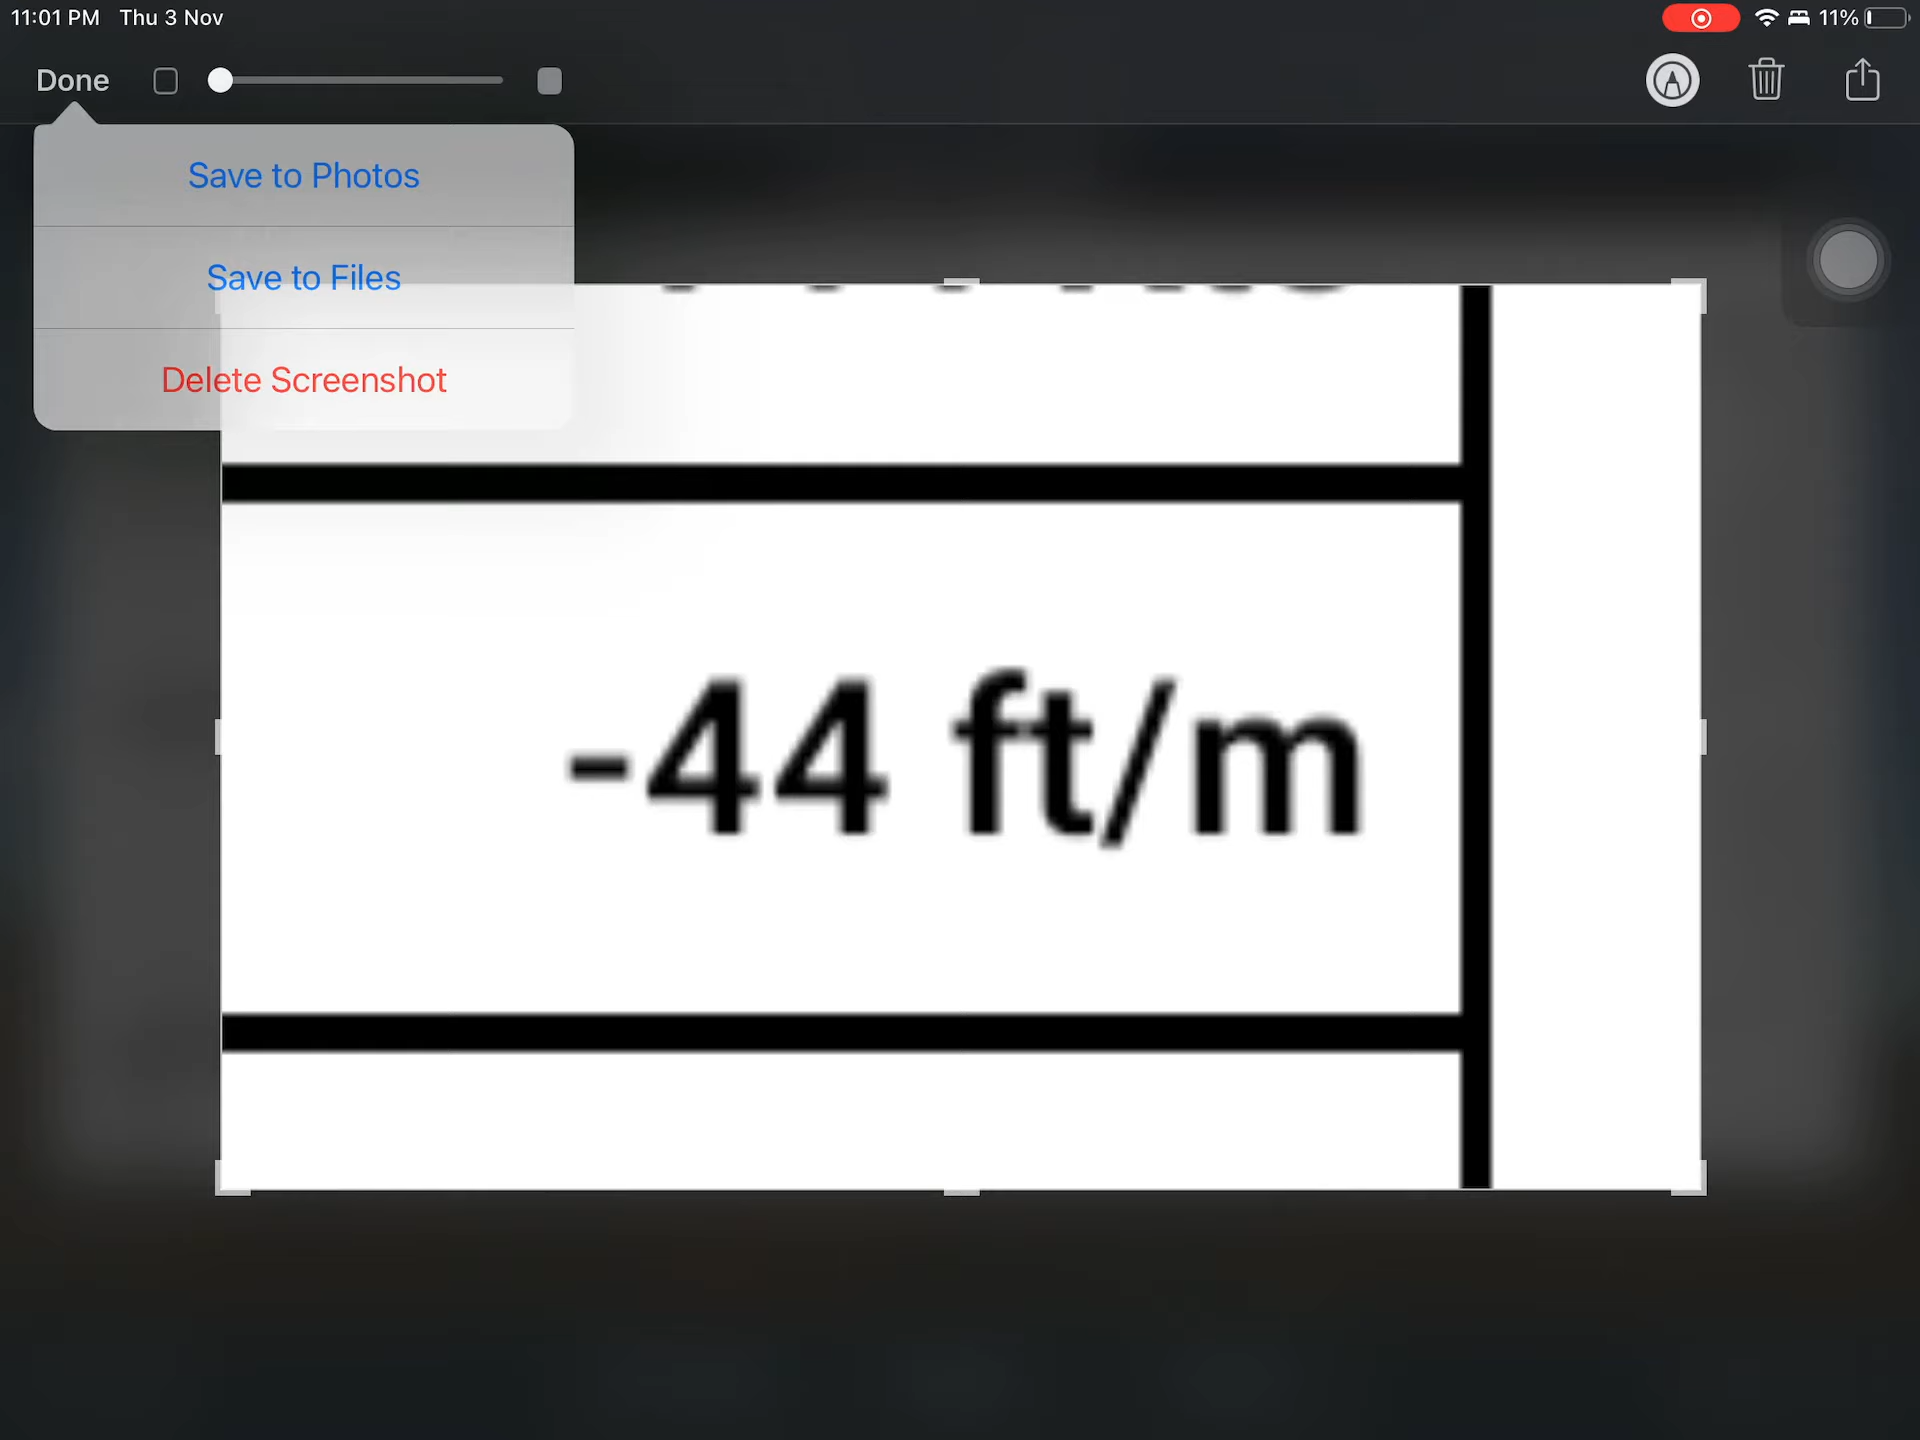 11:01 PM Thu 3 Nov
11%
Done
Save to Photos
Save to Files
Delete Screenshot
-44 ft/m